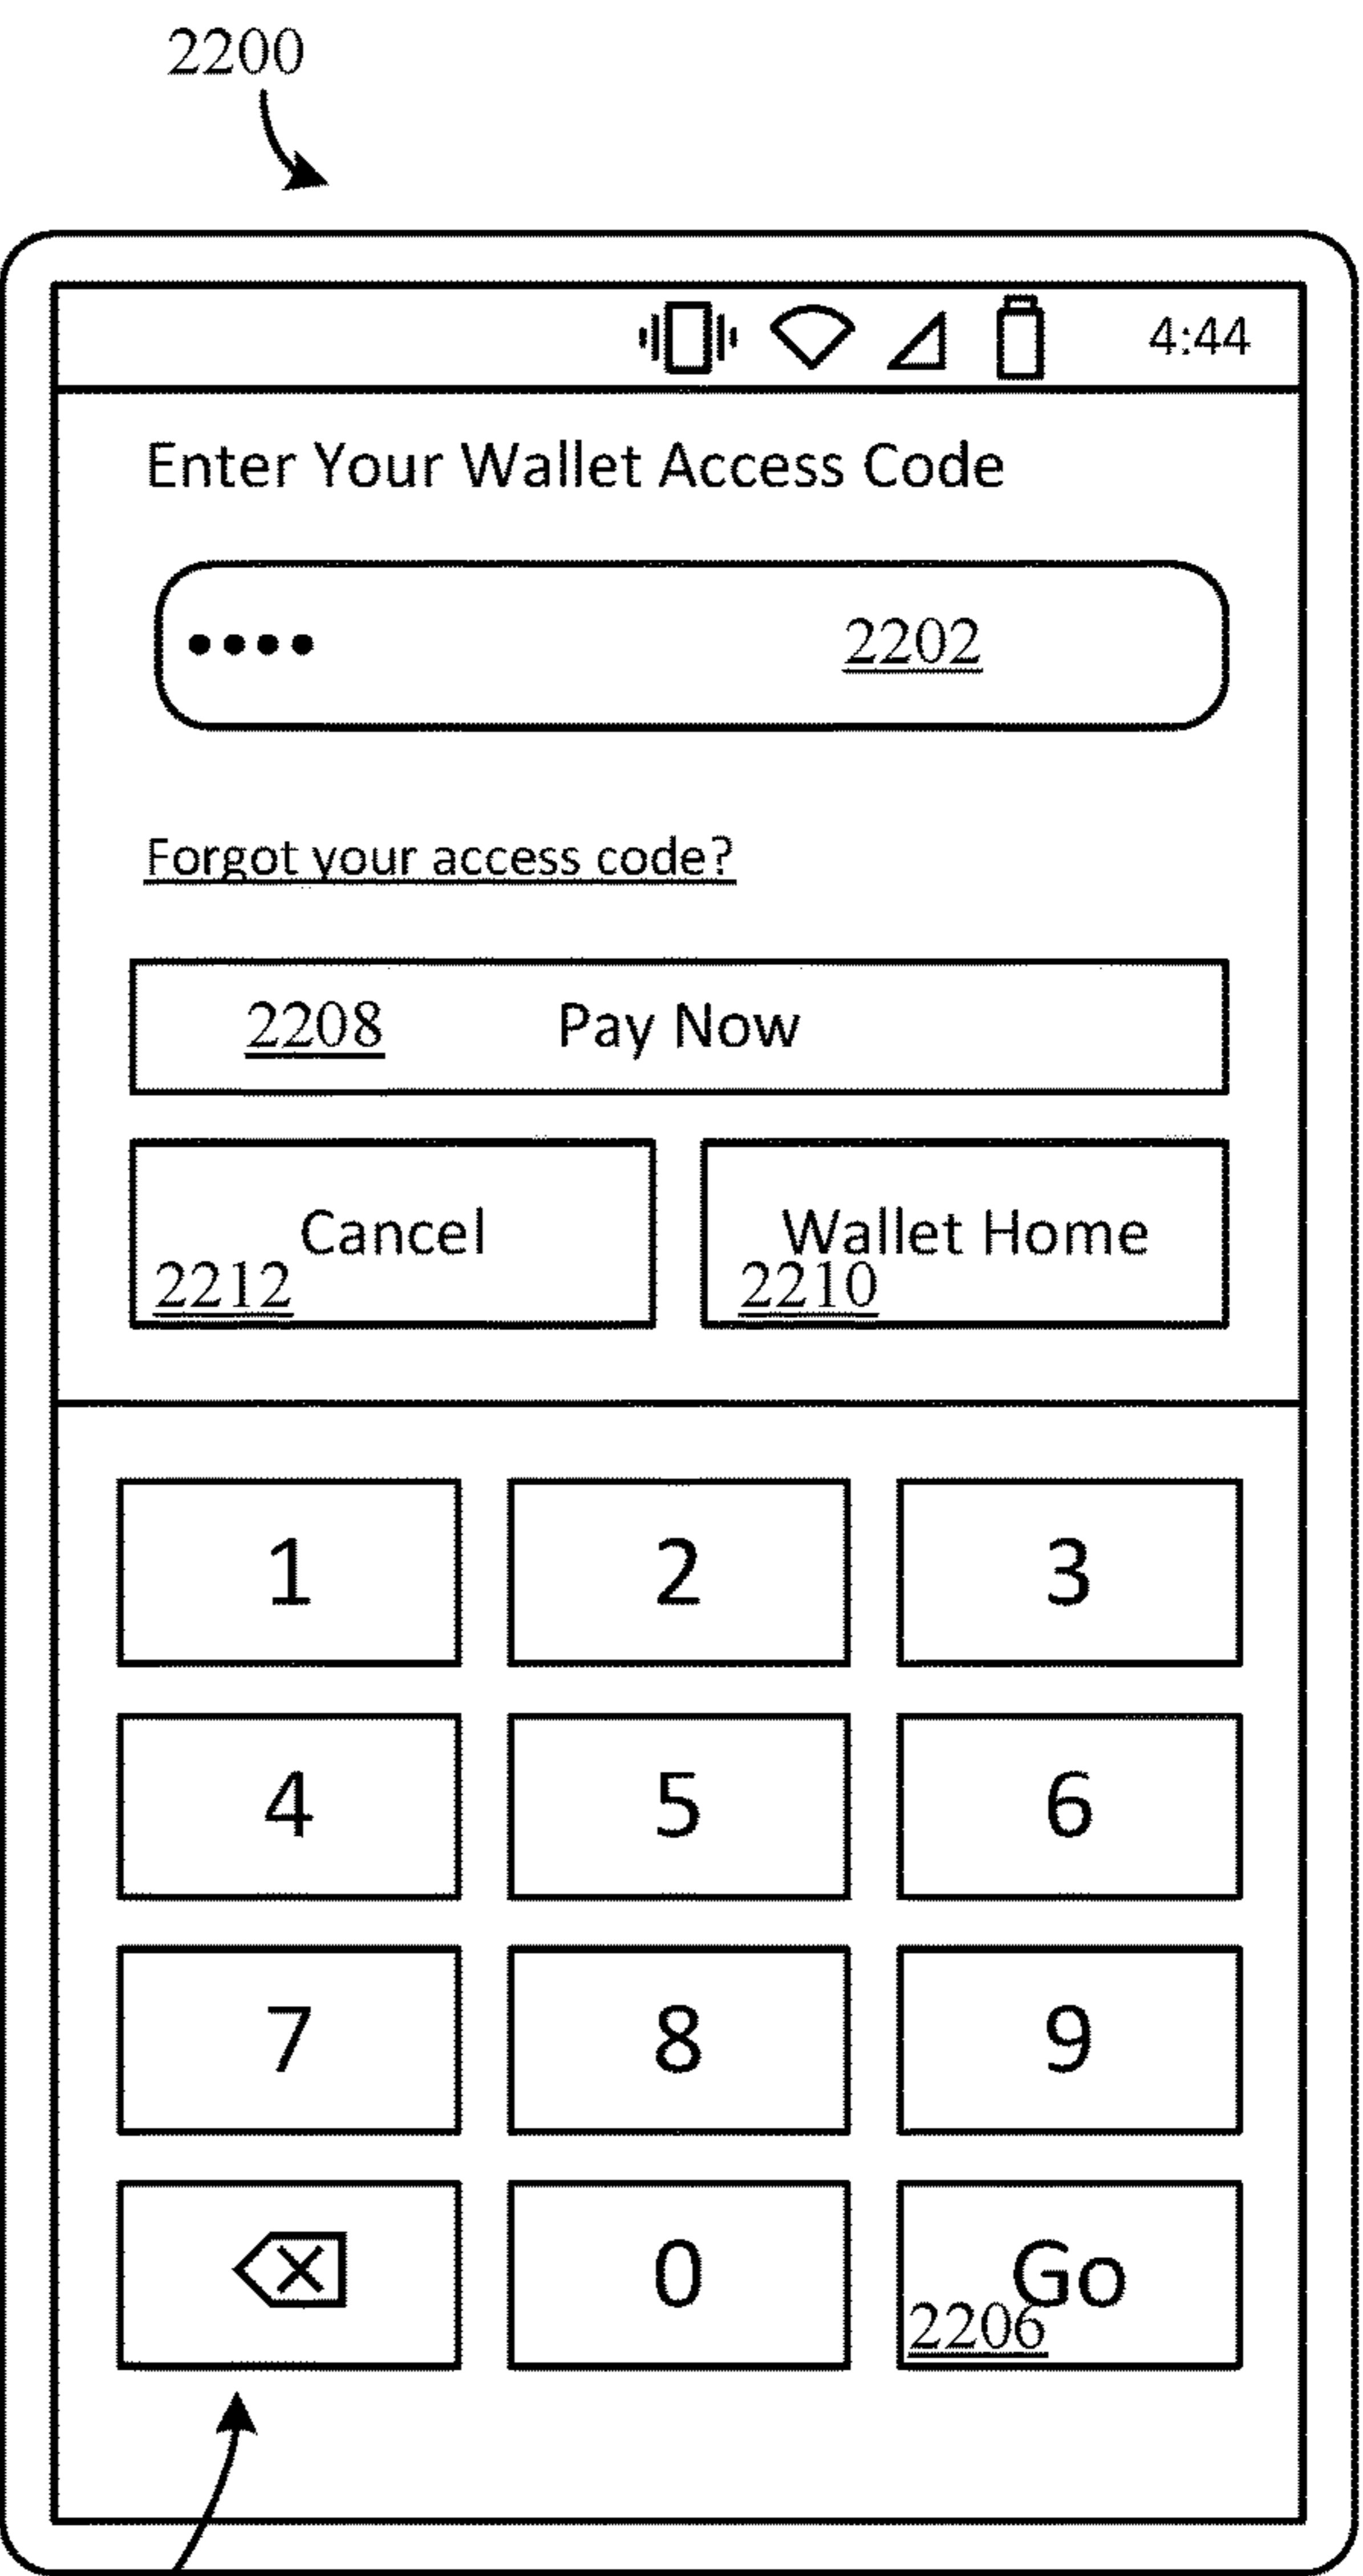 2200
4:44
Enter Your Wallet Access Code
•••• 2202
Forgot your access code?
2208 Pay Now
Cancel Wallet Home
2212 2210
1 2 3
4 5 6
7 8 9
0 Go
2206